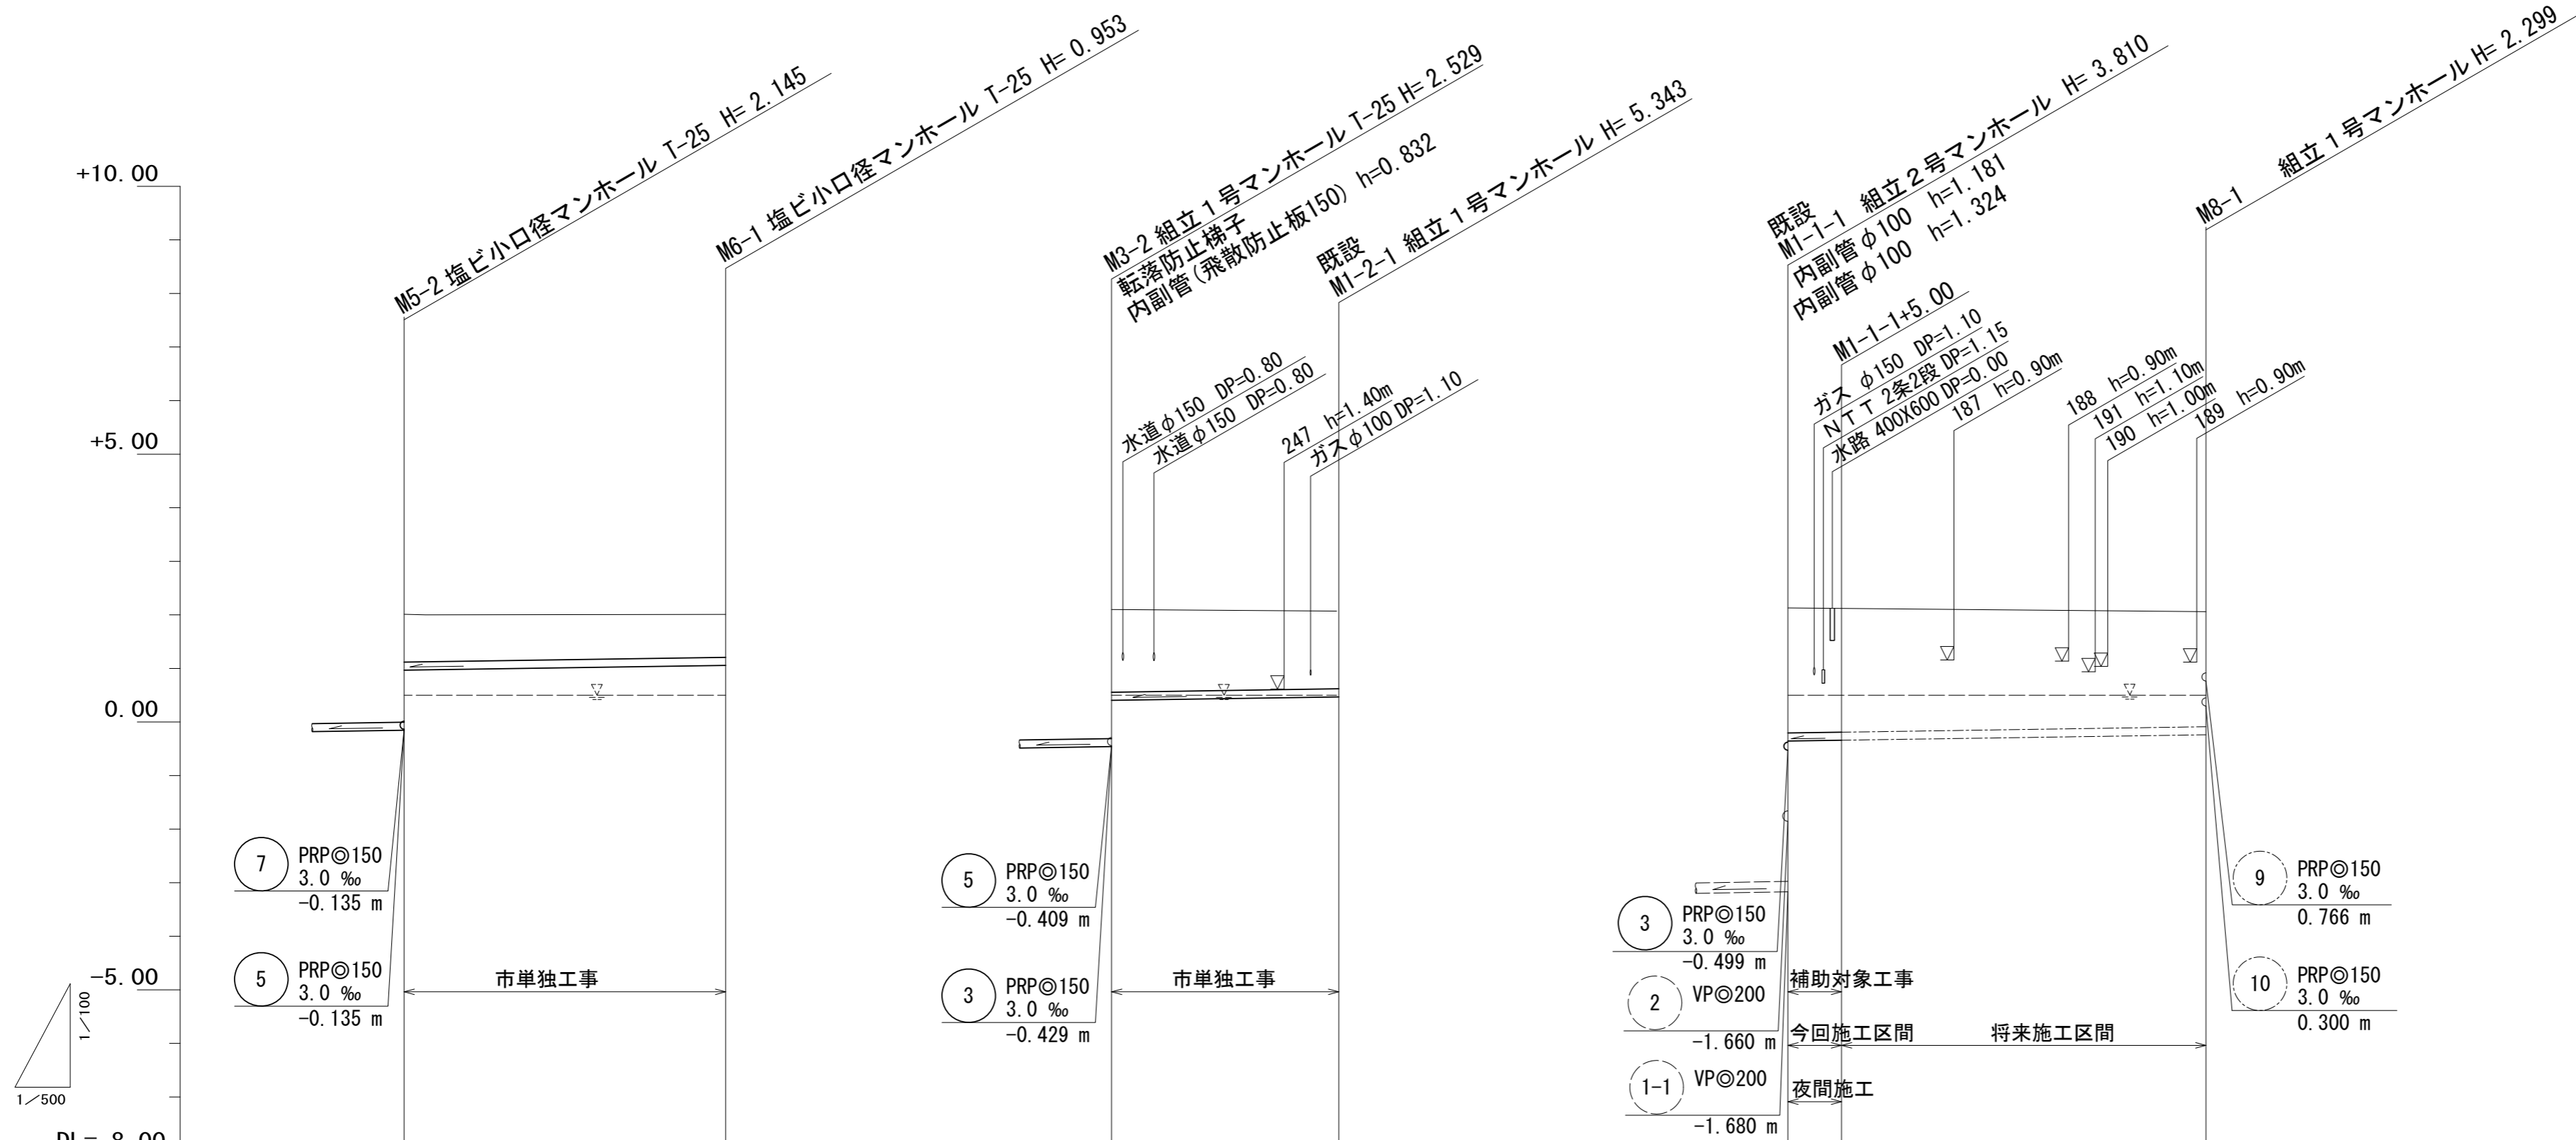 M5-2 塩ビ小口径マンホール T-25 H= 2.145
M6-1 塩ビ小口径マンホール T-25 H= 0.953
M3-2 組立１号マンホール T-25 H= 2.529
転落防止梯子
内副管(飛散防止板150) h=0.832
既設
M1-2-1 組立１号マンホール H= 5.343
既設
M1-1-1 組立２号マンホール H= 3.810
内副管φ100 h=1.181
内副管φ100 h=1.324
M8-1 組立１号マンホール H= 2.299
M1-1-1+5.00
ガス φ150 DP=1.10
ＮＴＴ 2条2段 DP=1.15
水路 400X600 DP=0.00
187 h=0.90m
188 h=0.90m
191 h=1.10m
190 h=1.00m
189 h=0.90m
水道φ150 DP=0.80
水道φ150 DP=0.80
247 h=1.40m
ガスφ100 DP=1.10
+10.00
+5.00
0.00
-5.00
1/100
1/500
7 PRP◎150
3.0 ‰
-0.135 m
5 PRP◎150
3.0 ‰
-0.135 m
市単独工事
5 PRP◎150
3.0 ‰
-0.409 m
3 PRP◎150
3.0 ‰
-0.429 m
市単独工事
3 PRP◎150
3.0 ‰
-0.499 m
2 VP◎200
-1.660 m
1-1 VP◎200
-1.680 m
補助対象工事
今回施工区間
将来施工区間
夜間施工
9 PRP◎150
3.0 ‰
0.766 m
10 PRP◎150
3.0 ‰
0.300 m